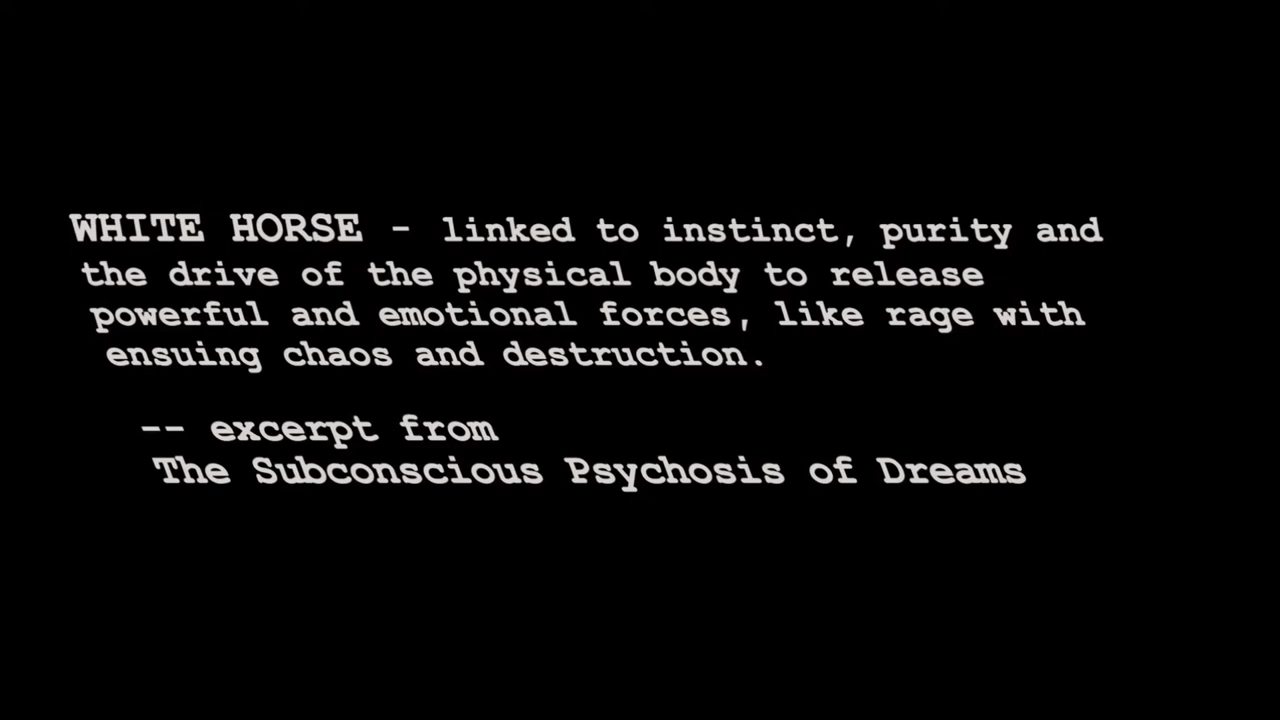 WHITE HORSE - linked to instinct, purity and
the drive of the physical body to release
powerful and emotional forces, like rage with
ensuing chaos and destruction.
-- excerpt from
The Subconscious Psychosis of Dreams